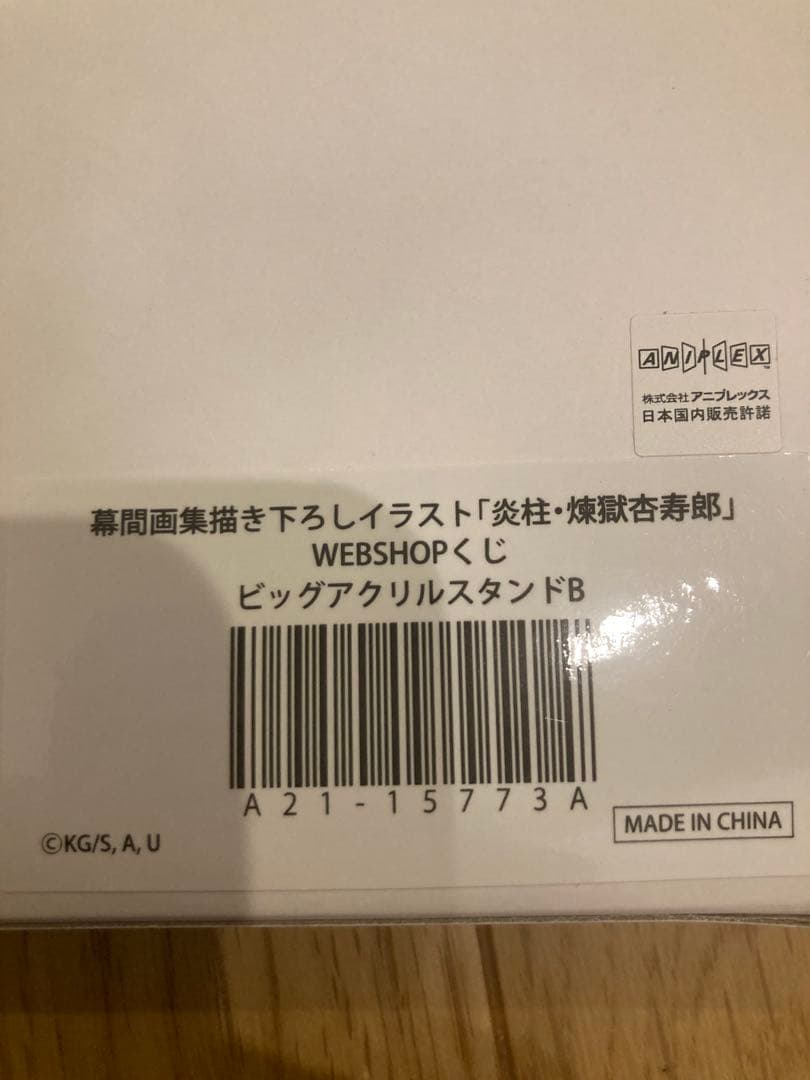 ANIPLEX™
株式会社アニプレックス
日本国内販売許諾
幕間画集描き下ろしイラスト「炎柱・煉獄杏寿郎」
WEBSHOPくじ
ビッグアクリルスタンドB
A21-15773A
©KG/S, A, U
MADE IN CHINA